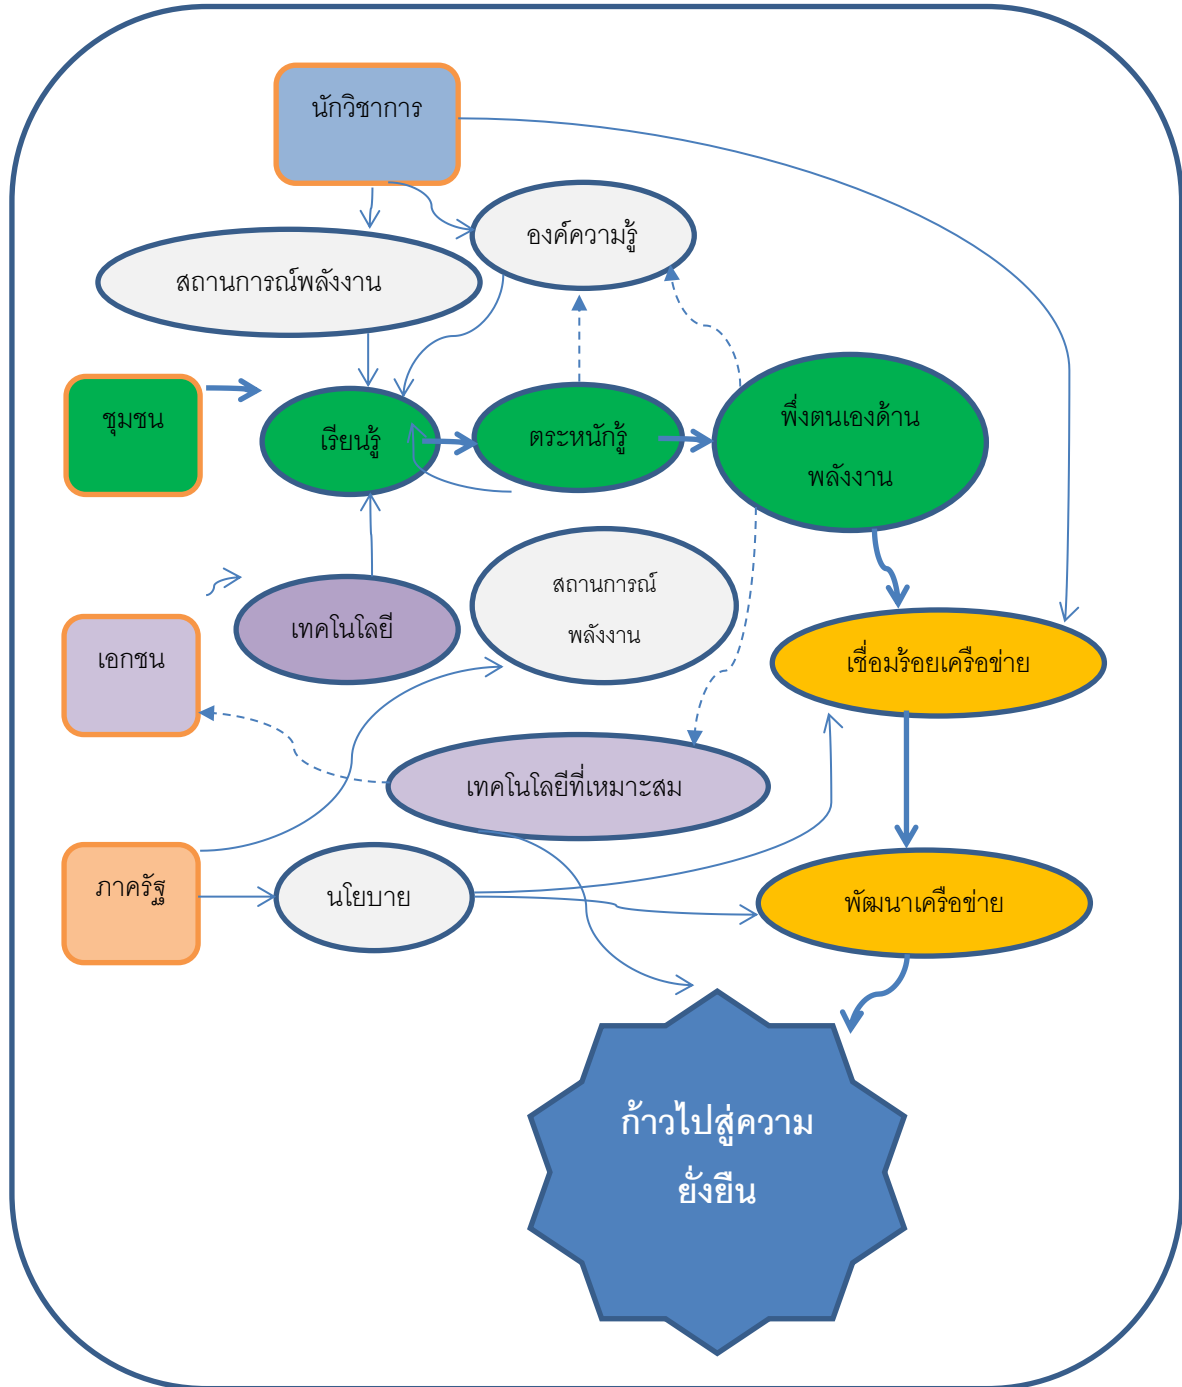 นักวิชาการ
องค์ความรู้
สถานการณ์พลังงาน
ชุมชน
เรียนรู้
ตระหนักรู้
พึ่งตนเองด้าน
พลังงาน
สถานการณ์
พลังงาน
เทคโนโลยี
เอกชน
เชื่อมร้อยเครือข่าย
เทคโนโลยีที่เหมาะสม
ภาครัฐ
นโยบาย
พัฒนาเครือข่าย
ก้าวไปสู่ความ
ยั่งยืน